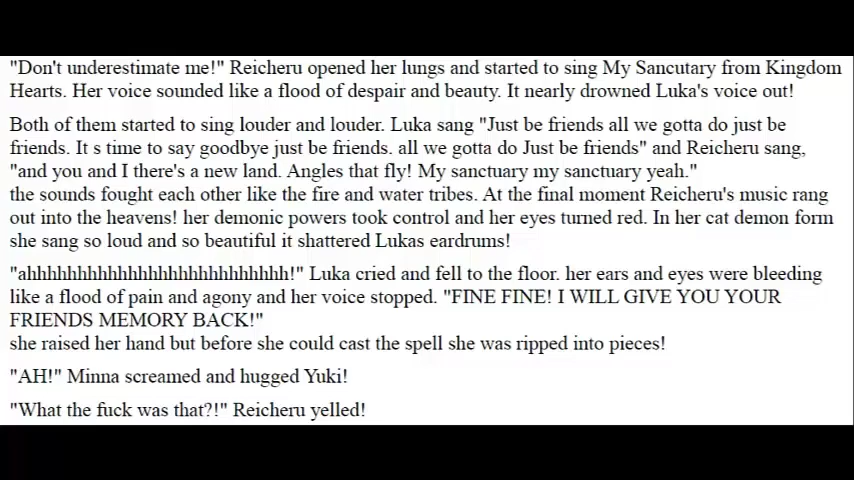 "Don't underestimate me!" Reicheru opened her lungs and started to sing My Sancutary from Kingdom
Hearts. Her voice sounded like a flood of despair and beauty. It nearly drowned Luka's voice out!
Both of them started to sing louder and louder. Luka sang "Just be friends all we gotta do just be
friends. It s time to say goodbye just be friends. all we gotta do Just be friends" and Reicheru sang,
"and you and I there's a new land. Angles that fly! My sanctuary my sanctuary yeah."
the sounds fought each other like the fire and water tribes. At the final moment Reicheru's music rang
out into the heavens! her demonic powers took control and her eyes turned red. In her cat demon form
she sang so loud and so beautiful it shattered Lukas eardrums!
"ahhhhhhhhhhhhhhhhhhhhhhhhhh!" Luka cried and fell to the floor. her ears and eyes were bleeding
like a flood of pain and agony and her voice stopped. "FINE FINE! I WILL GIVE YOU YOUR
FRIENDS MEMORY BACK!"
she raised her hand but before she could cast the spell she was ripped into pieces!
"AH!" Minna screamed and hugged Yuki!
"What the fuck was that?!" Reicheru yelled!